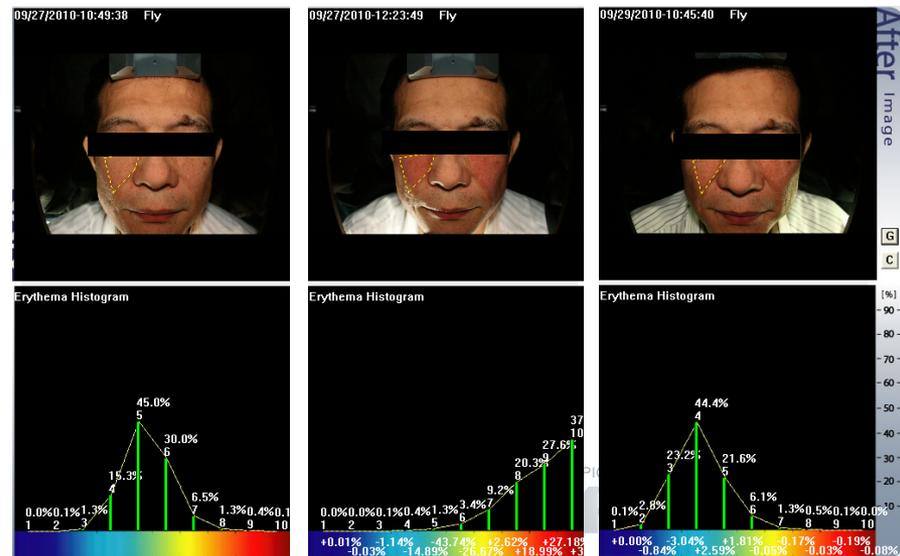 09/27/2010-10:49:38 Fly
09/27/2010-12:23:49 Fly
09/29/2010-10:45:40 Fly
After Image
G
C
Erythema Histogram
45.0%
5
30.0%
6
15.3%
4
6.5%
7
0.0% 0.1% 1.3%
1 2 3
1.3% 0.4% 0.1
8 9 10
Erythema Histogram
37
10
27.6%
9
20.3%
8
9.2%
7
3.4%
6
0.0% 0.0% 0.1% 0.4% 1.3%
1 2 3 4 5
+0.01% -1.14% -43.74% +2.62% +27.18%
-0.03% -14.89% -26.67% +18.99% +3
Erythema Histogram
44.4%
4
23.2%
3
21.6%
5
6.1%
6
0.1% 2.8%
1 2
1.3% 0.5% 0.1% 0.0%
7 8 9 10
+0.00% -3.04% +1.81% -0.17% -0.19%
-0.84% +2.59% -0.05% -0.03% -0.08%
[%]
90
80
70
60
50
40
30
20
10